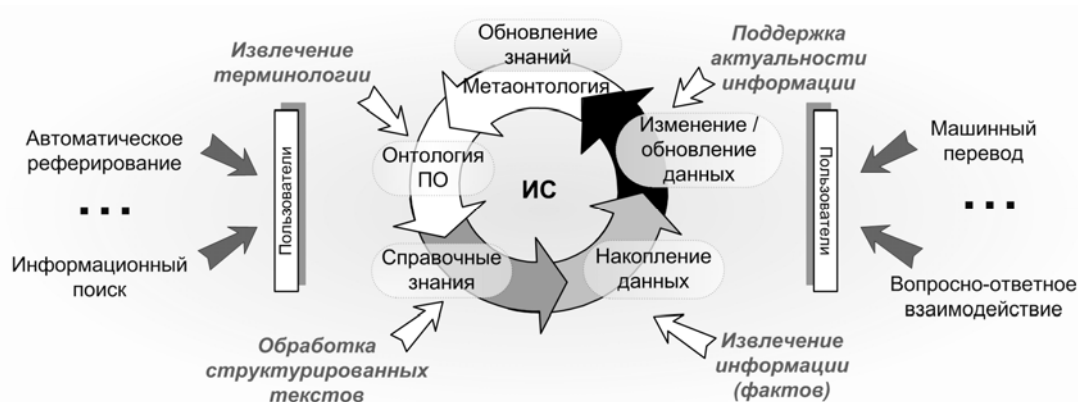 Обновление
знаний
Метаонтология
Извлечение
терминологии
Поддержка
актуальности
информации
Автоматическое
реферирование
...
Информационный
поиск
Пользователи
Онтология
ПО
ИС
Изменение /
обновление
данных
Справочные
знания
Накопление
данных
Пользователи
Машинный
перевод
...
Вопросно-ответное
взаимодействие
Обработка
структурированных
текстов
Извлечение
информации
(фактов)